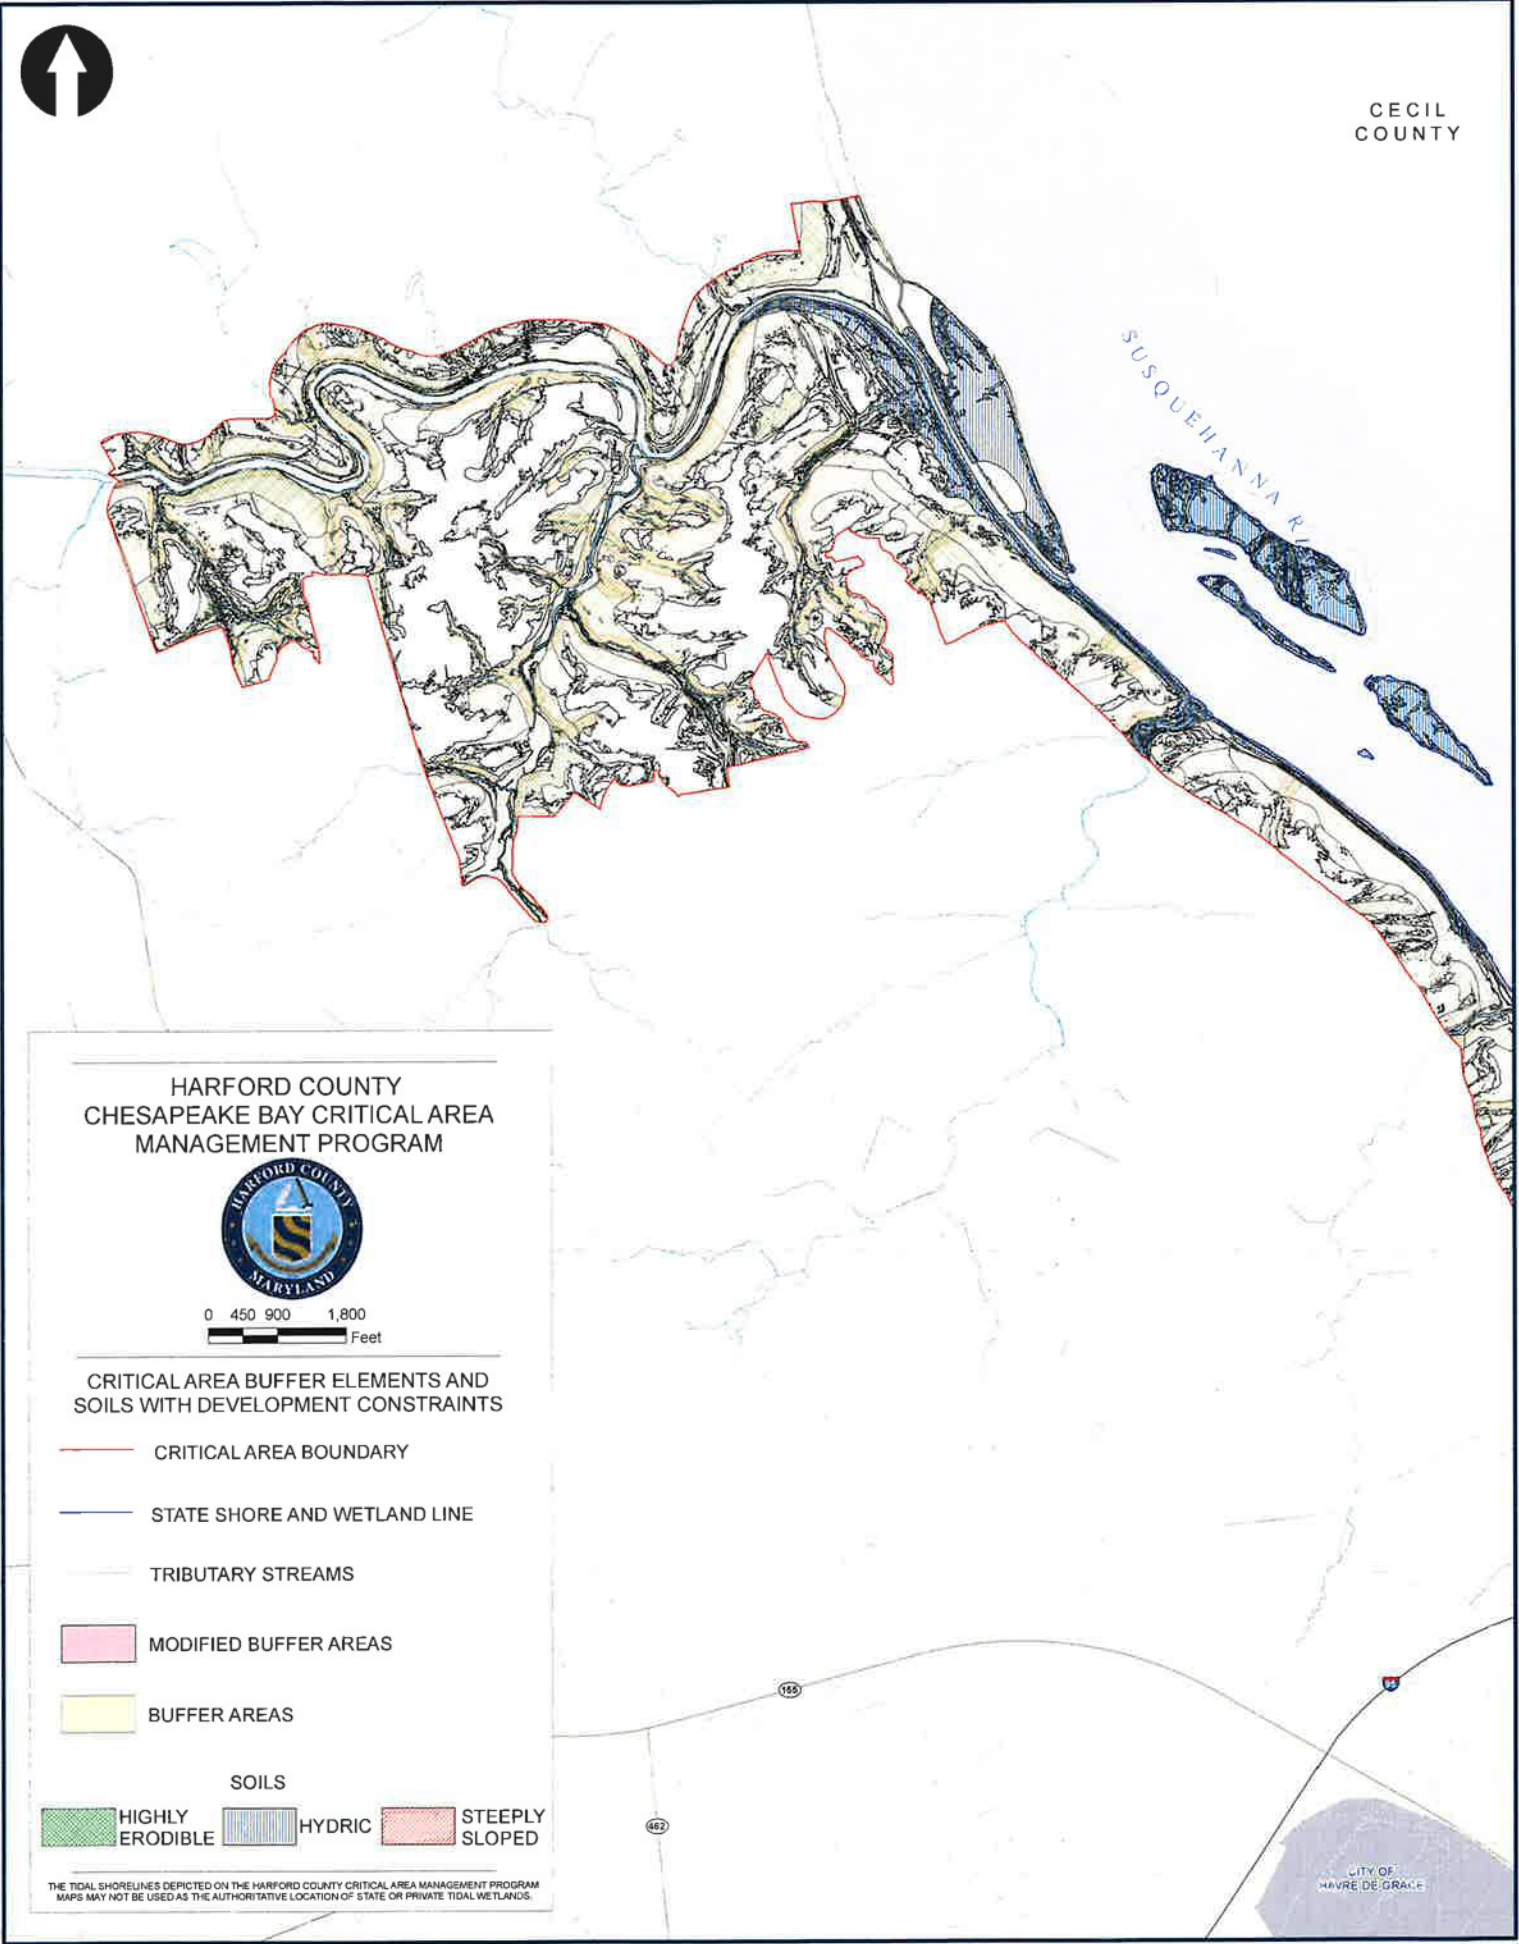 CECIL
COUNTY
SUSQUEHANNA
HARFORD COUNTY
CHESAPEAKE BAY CRITICAL AREA
MANAGEMENT PROGRAM
HARFORD COUNTY
MARYLAND
0 450 900 1,800
Feet
CRITICAL AREA BUFFER ELEMENTS AND
SOILS WITH DEVELOPMENT CONSTRAINTS
CRITICAL AREA BOUNDARY
STATE SHORE AND WETLAND LINE
TRIBUTARY STREAMS
MODIFIED BUFFER AREAS
BUFFER AREAS
SOILS
HIGHLY
ERODIBLE
HYDRIC
STEEPLY
SLOPED
THE TIDAL SHORELINES DEPICTED ON THE HARFORD COUNTY CRITICAL AREA MANAGEMENT PROGRAM
MAPS MAY NOT BE USED AS THE AUTHORITATIVE LOCATION OF STATE OR PRIVATE TIDAL WETLANDS.
155
95
462
CITY OF
HAVRE DE GRACE